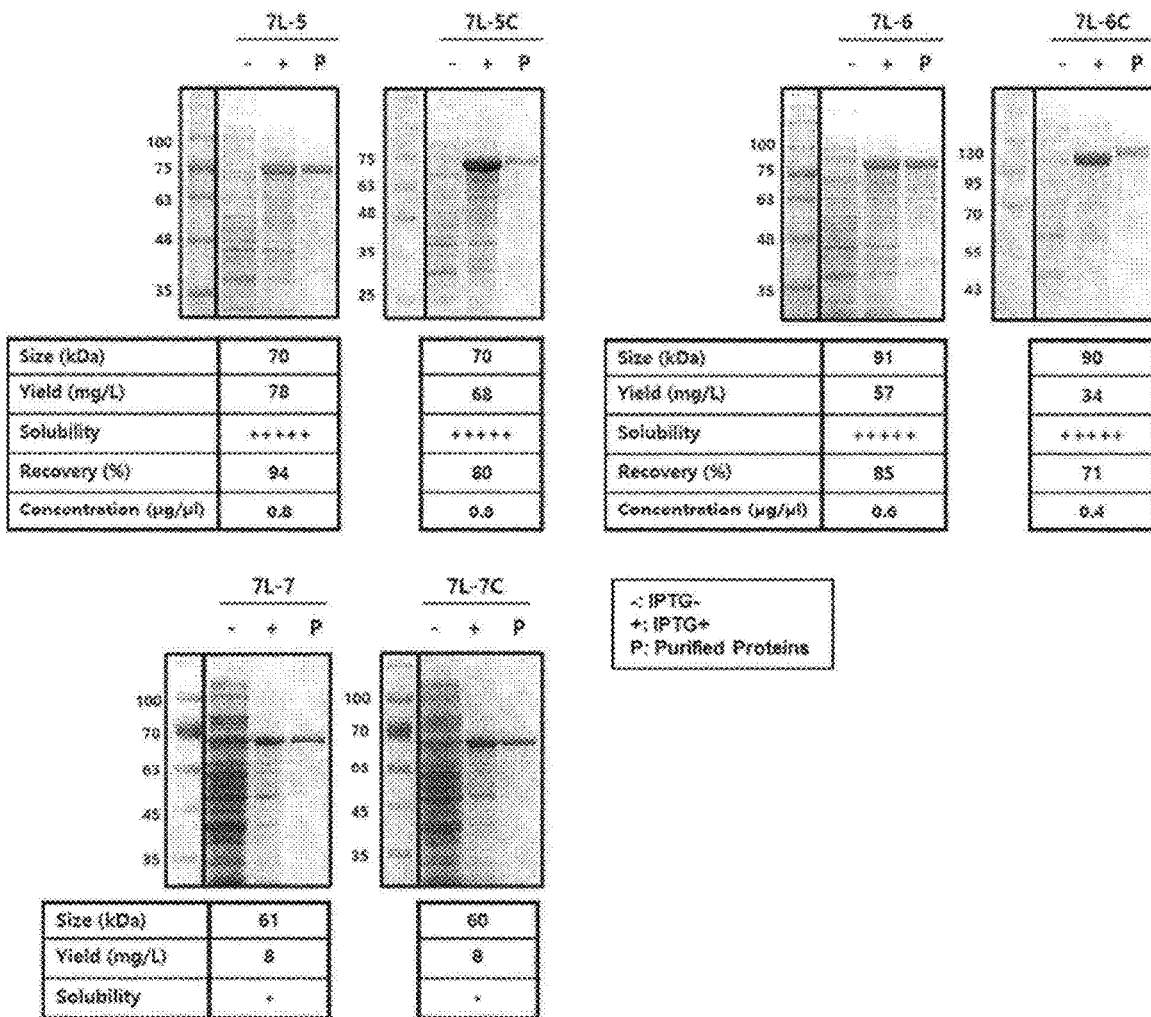 7L-5 7L-5C 7L-6 7L-6C
- + P - + P - + P - + P
100
75
63
48
35
75
63
48
35
25
100
75
63
48
35
130
95
70
55
43
Size (kDa) 70 70
Yield (mg/L) 78 68
Solubility +++++ +++++
Recovery (%) 94 80
Concentration (µg/µl) 0.8
Size (kDa) 91 90
Yield (mg/L) 57 34
Solubility +++++ +++++
Recovery (%) 85 71
Concentration (µg/µl) 0.6 0.4
7L-7 7L-7C
- + P - + P
100
70
63
45
35
100
70
63
45
35
-: IPTG-
+: IPTG+
P: Purified Proteins
Size (kDa) 61 60
Yield (mg/L) 8 8
Solubility + +